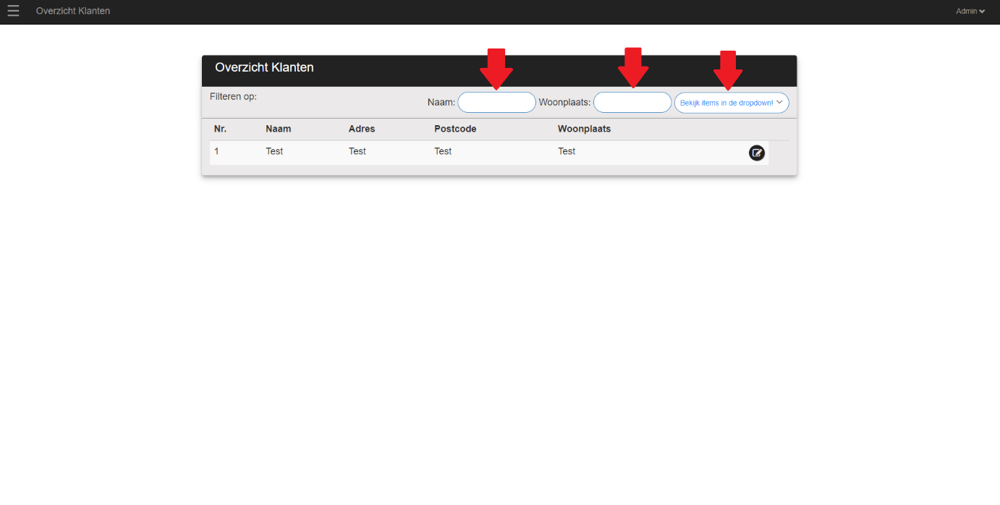 Overzicht Klanten
Admin
Overzicht Klanten
Filteren op:
Naam: Woonplaats: Bekijk items in de dropdown!
Nr. Naam Adres Postcode Woonplaats
1 Test Test Test Test